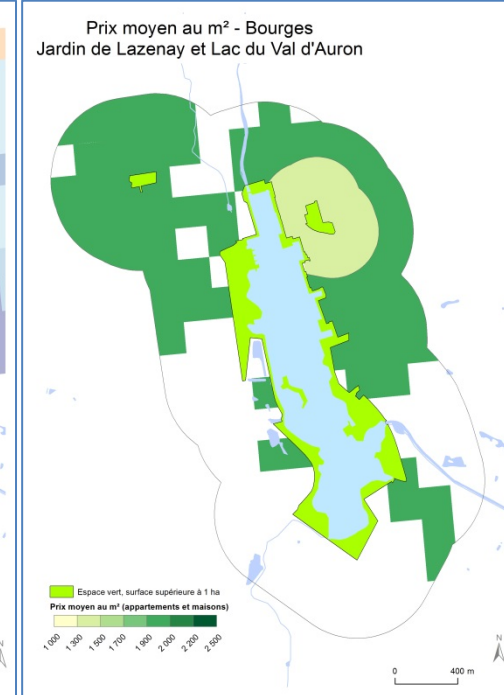 Prix moyen au m² - Bourges
Jardin de Lazenay et Lac du Val d'Auron
Espace vert, surface supérieure à 1 ha
Prix moyen au m² (appartements et maisons)
1 000 1 300 1 500 1 700 1 900 2 000 2 200 2 500
0 400 m
N
N